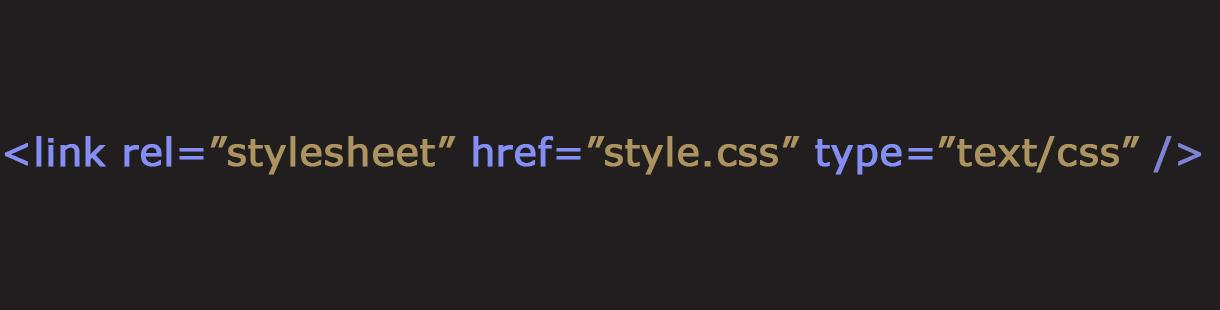 <link rel=”stylesheet” href=”style.css” type=”text/css” />